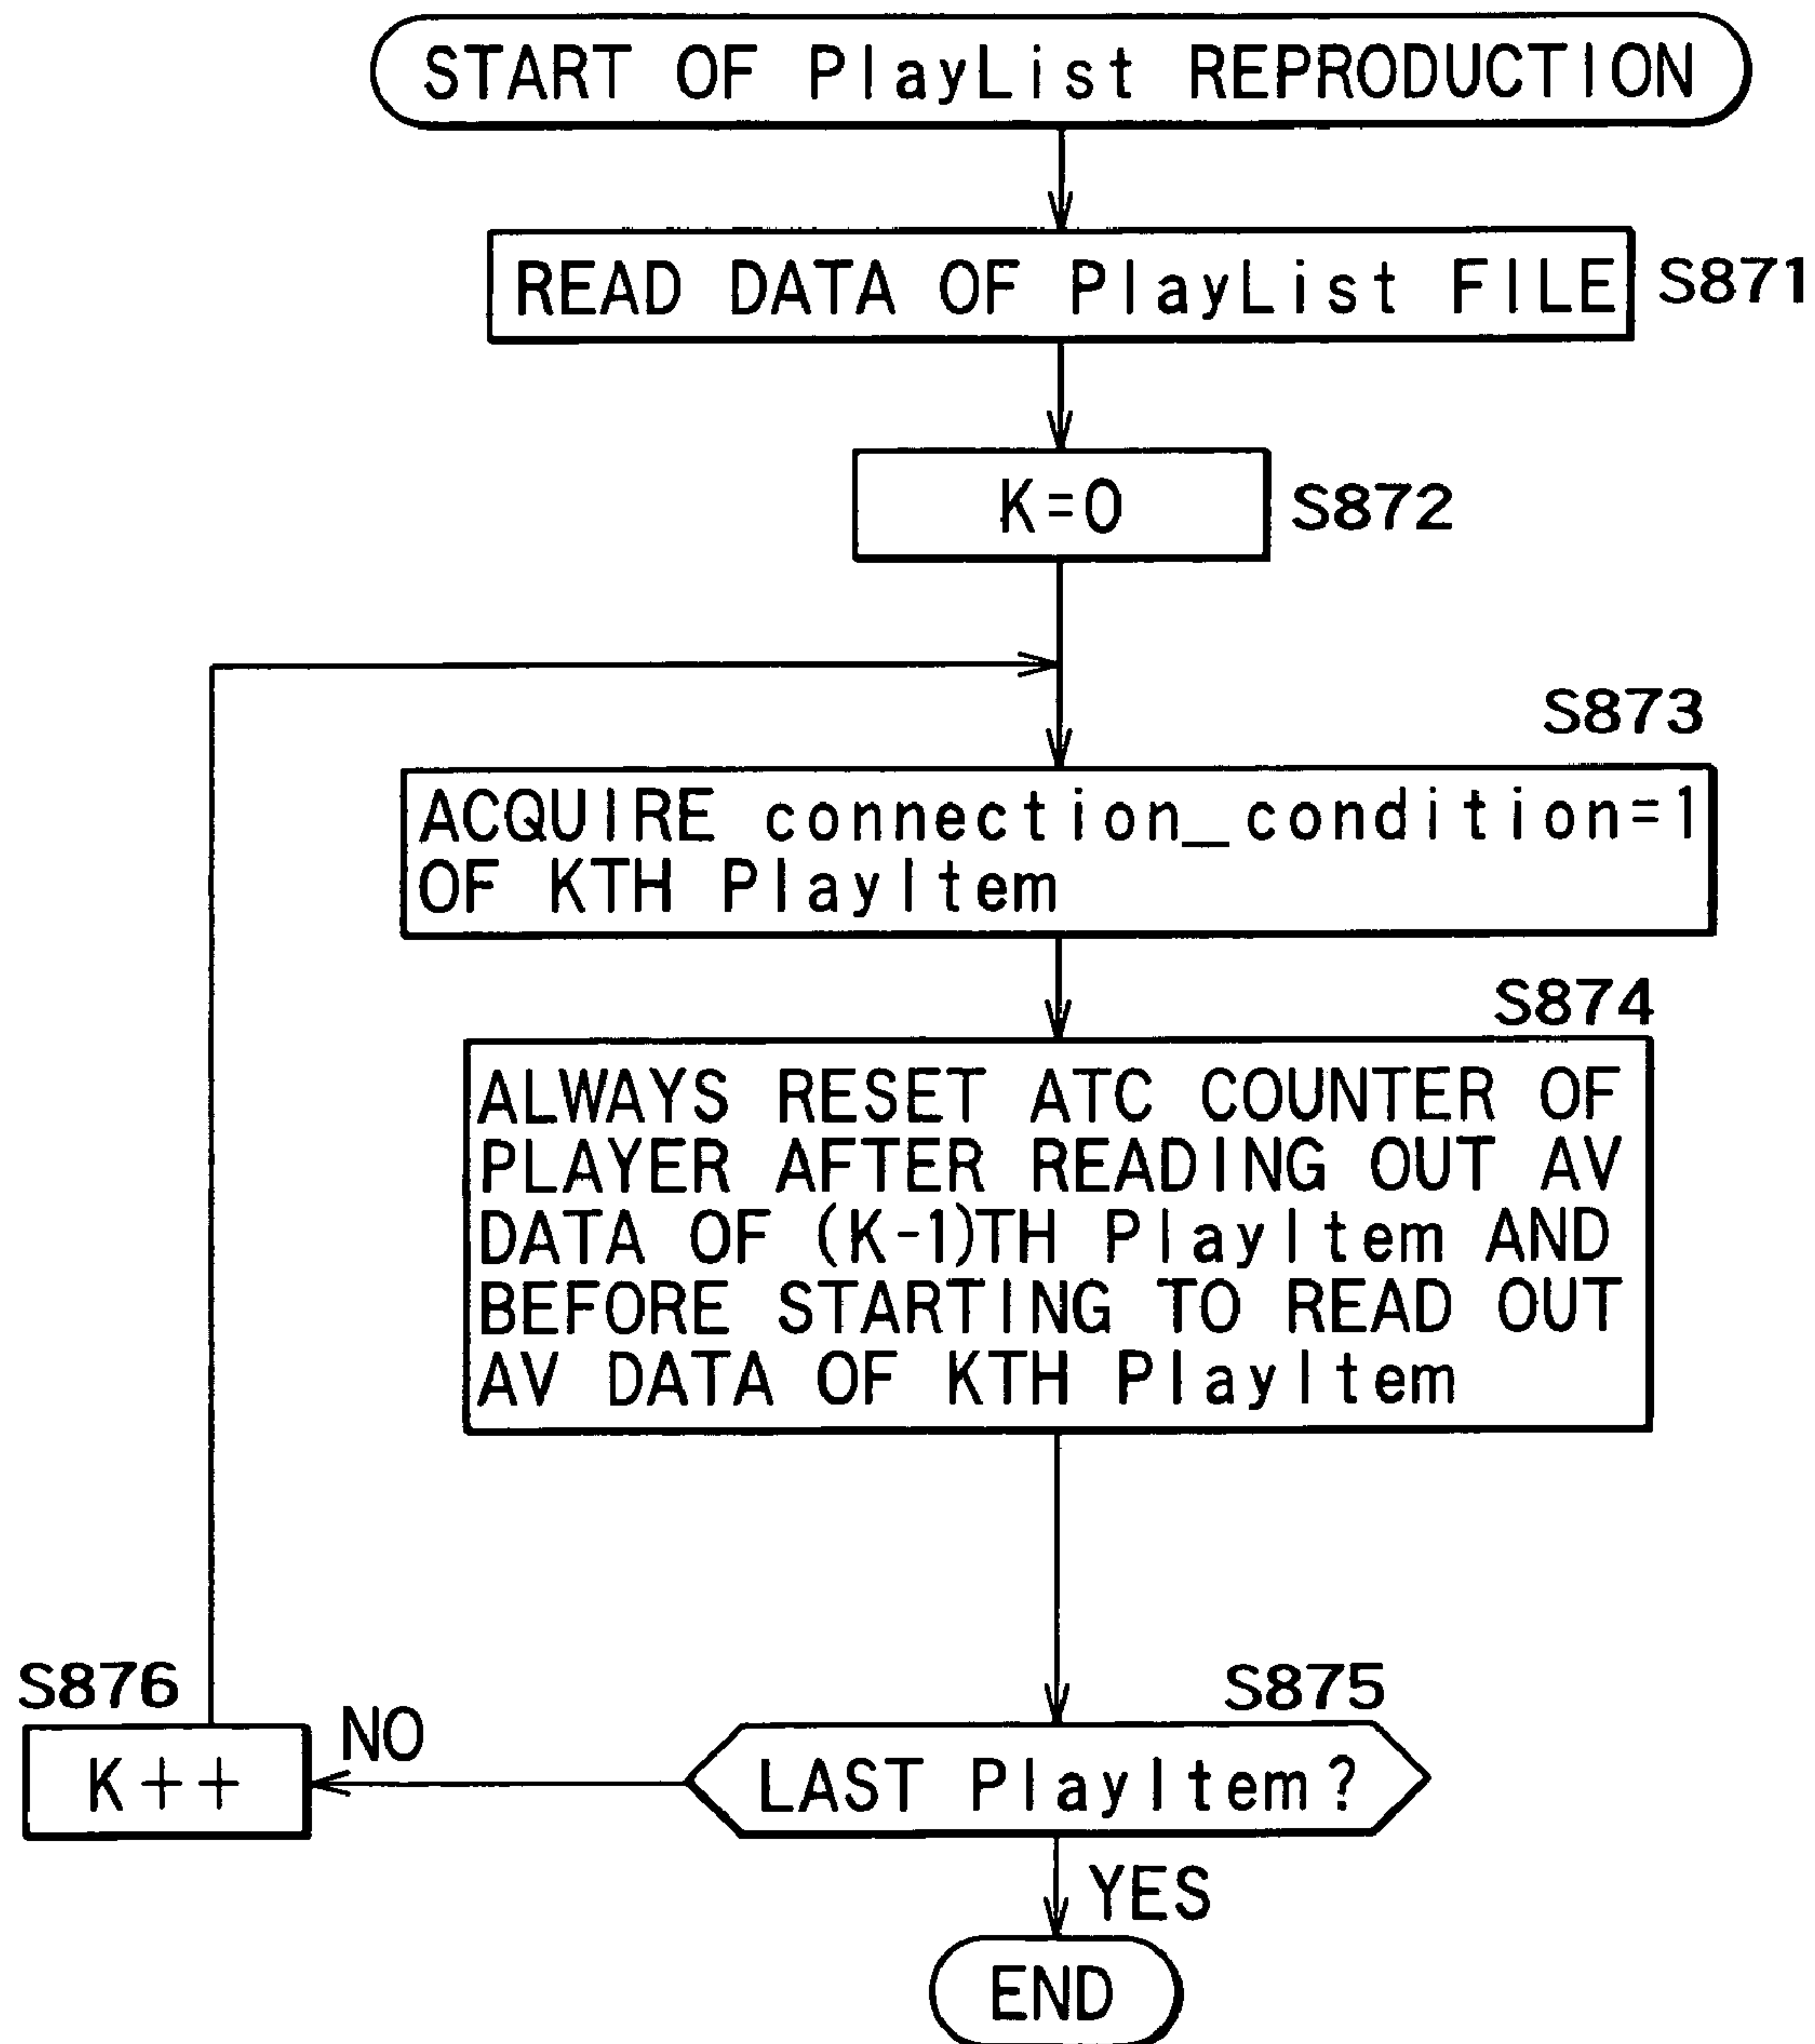 START OF PlayList REPRODUCTION
READ DATA OF PlayList FILE
S871
K=0
S872
S873
ACQUIRE connection_condition=1
OF KTH PlayItem
S874
ALWAYS RESET ATC COUNTER OF
PLAYER AFTER READING OUT AV
DATA OF (K-1)TH PlayItem AND
BEFORE STARTING TO READ OUT
AV DATA OF KTH PlayItem
S876
S875
K++
NO
LAST PlayItem?
YES
END